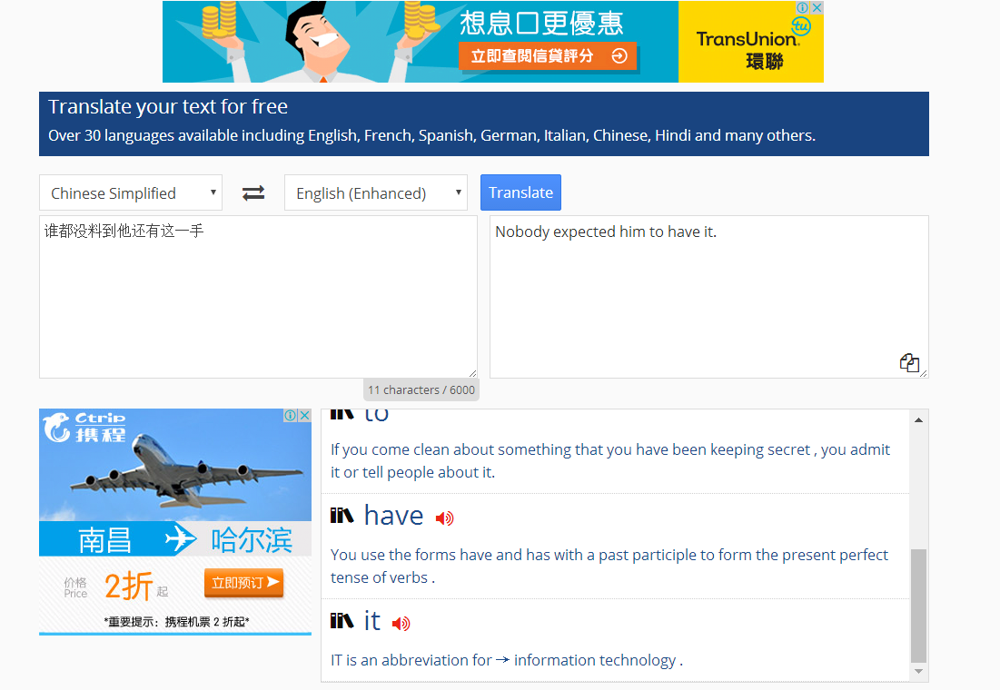 想息口更優惠
立即查閱信貸評分
tu
TransUnion
環聯
Translate your text for free
Over 30 languages available including English, French, Spanish, German, Italian, Chinese, Hindi and many others.
Chinese Simplified
English (Enhanced)
Translate
谁都没料到他还有这一手
Nobody expected him to have it.
11 characters / 6000
Ctrip
携程
南昌
哈尔滨
价格
Price
2折起
立即预订
*重要提示：携程机票 2 折起*
to
If you come clean about something that you have been keeping secret , you admit
it or tell people about it.
have
You use the forms have and has with a past participle to form the present perfect
tense of verbs .
it
IT is an abbreviation for → information technology .